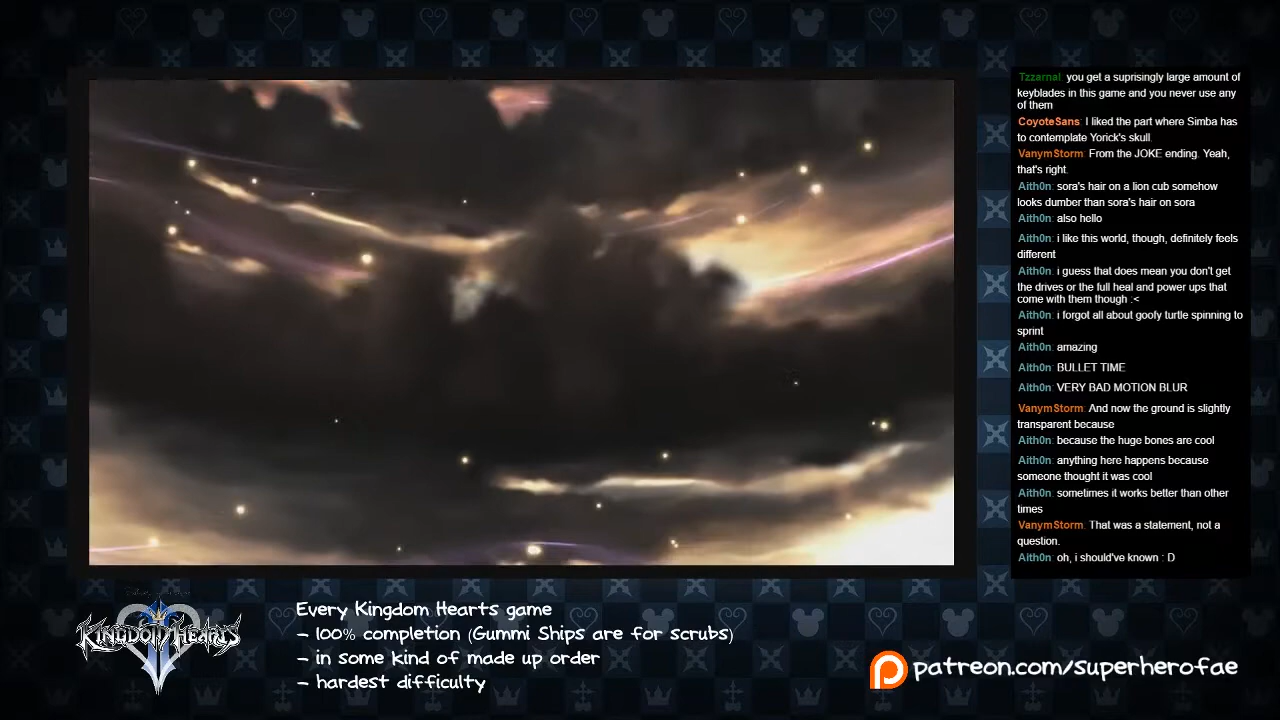 Tzzarnal: you get a suprisingly large amount of
keyblades in this game and you never use any
of them
CoyoteSans: I liked the part where Simba has
to contemplate Yorick's skull.
VanymStorm: From the JOKE ending. Yeah,
that's right.
Aith0n: sora's hair on a lion cub somehow
looks dumber than sora's hair on sora
Aith0n: also hello
Aith0n: i like this world, though, definitely feels
different
Aith0n: i guess that does mean you don't get
the drives or the full heal and power ups that
come with them though :<
Aith0n: i forgot all about goofy turtle spinning to
sprint
Aith0n: amazing
Aith0n: BULLET TIME
Aith0n: VERY BAD MOTION BLUR
VanymStorm: And now the ground is slightly
transparent because
Aith0n: because the huge bones are cool
Aith0n: anything here happens because
someone thought it was cool
Aith0n: sometimes it works better than other
times
VanymStorm: That was a statement, not a
question.
Aith0n: oh, i should've known : D
KINGDOM HEARTS
II
Every Kingdom Hearts game
- 100% completion (Gummi Ships are for scrubs)
- in some kind of made up order
- hardest difficulty
patreon.com/superherofae